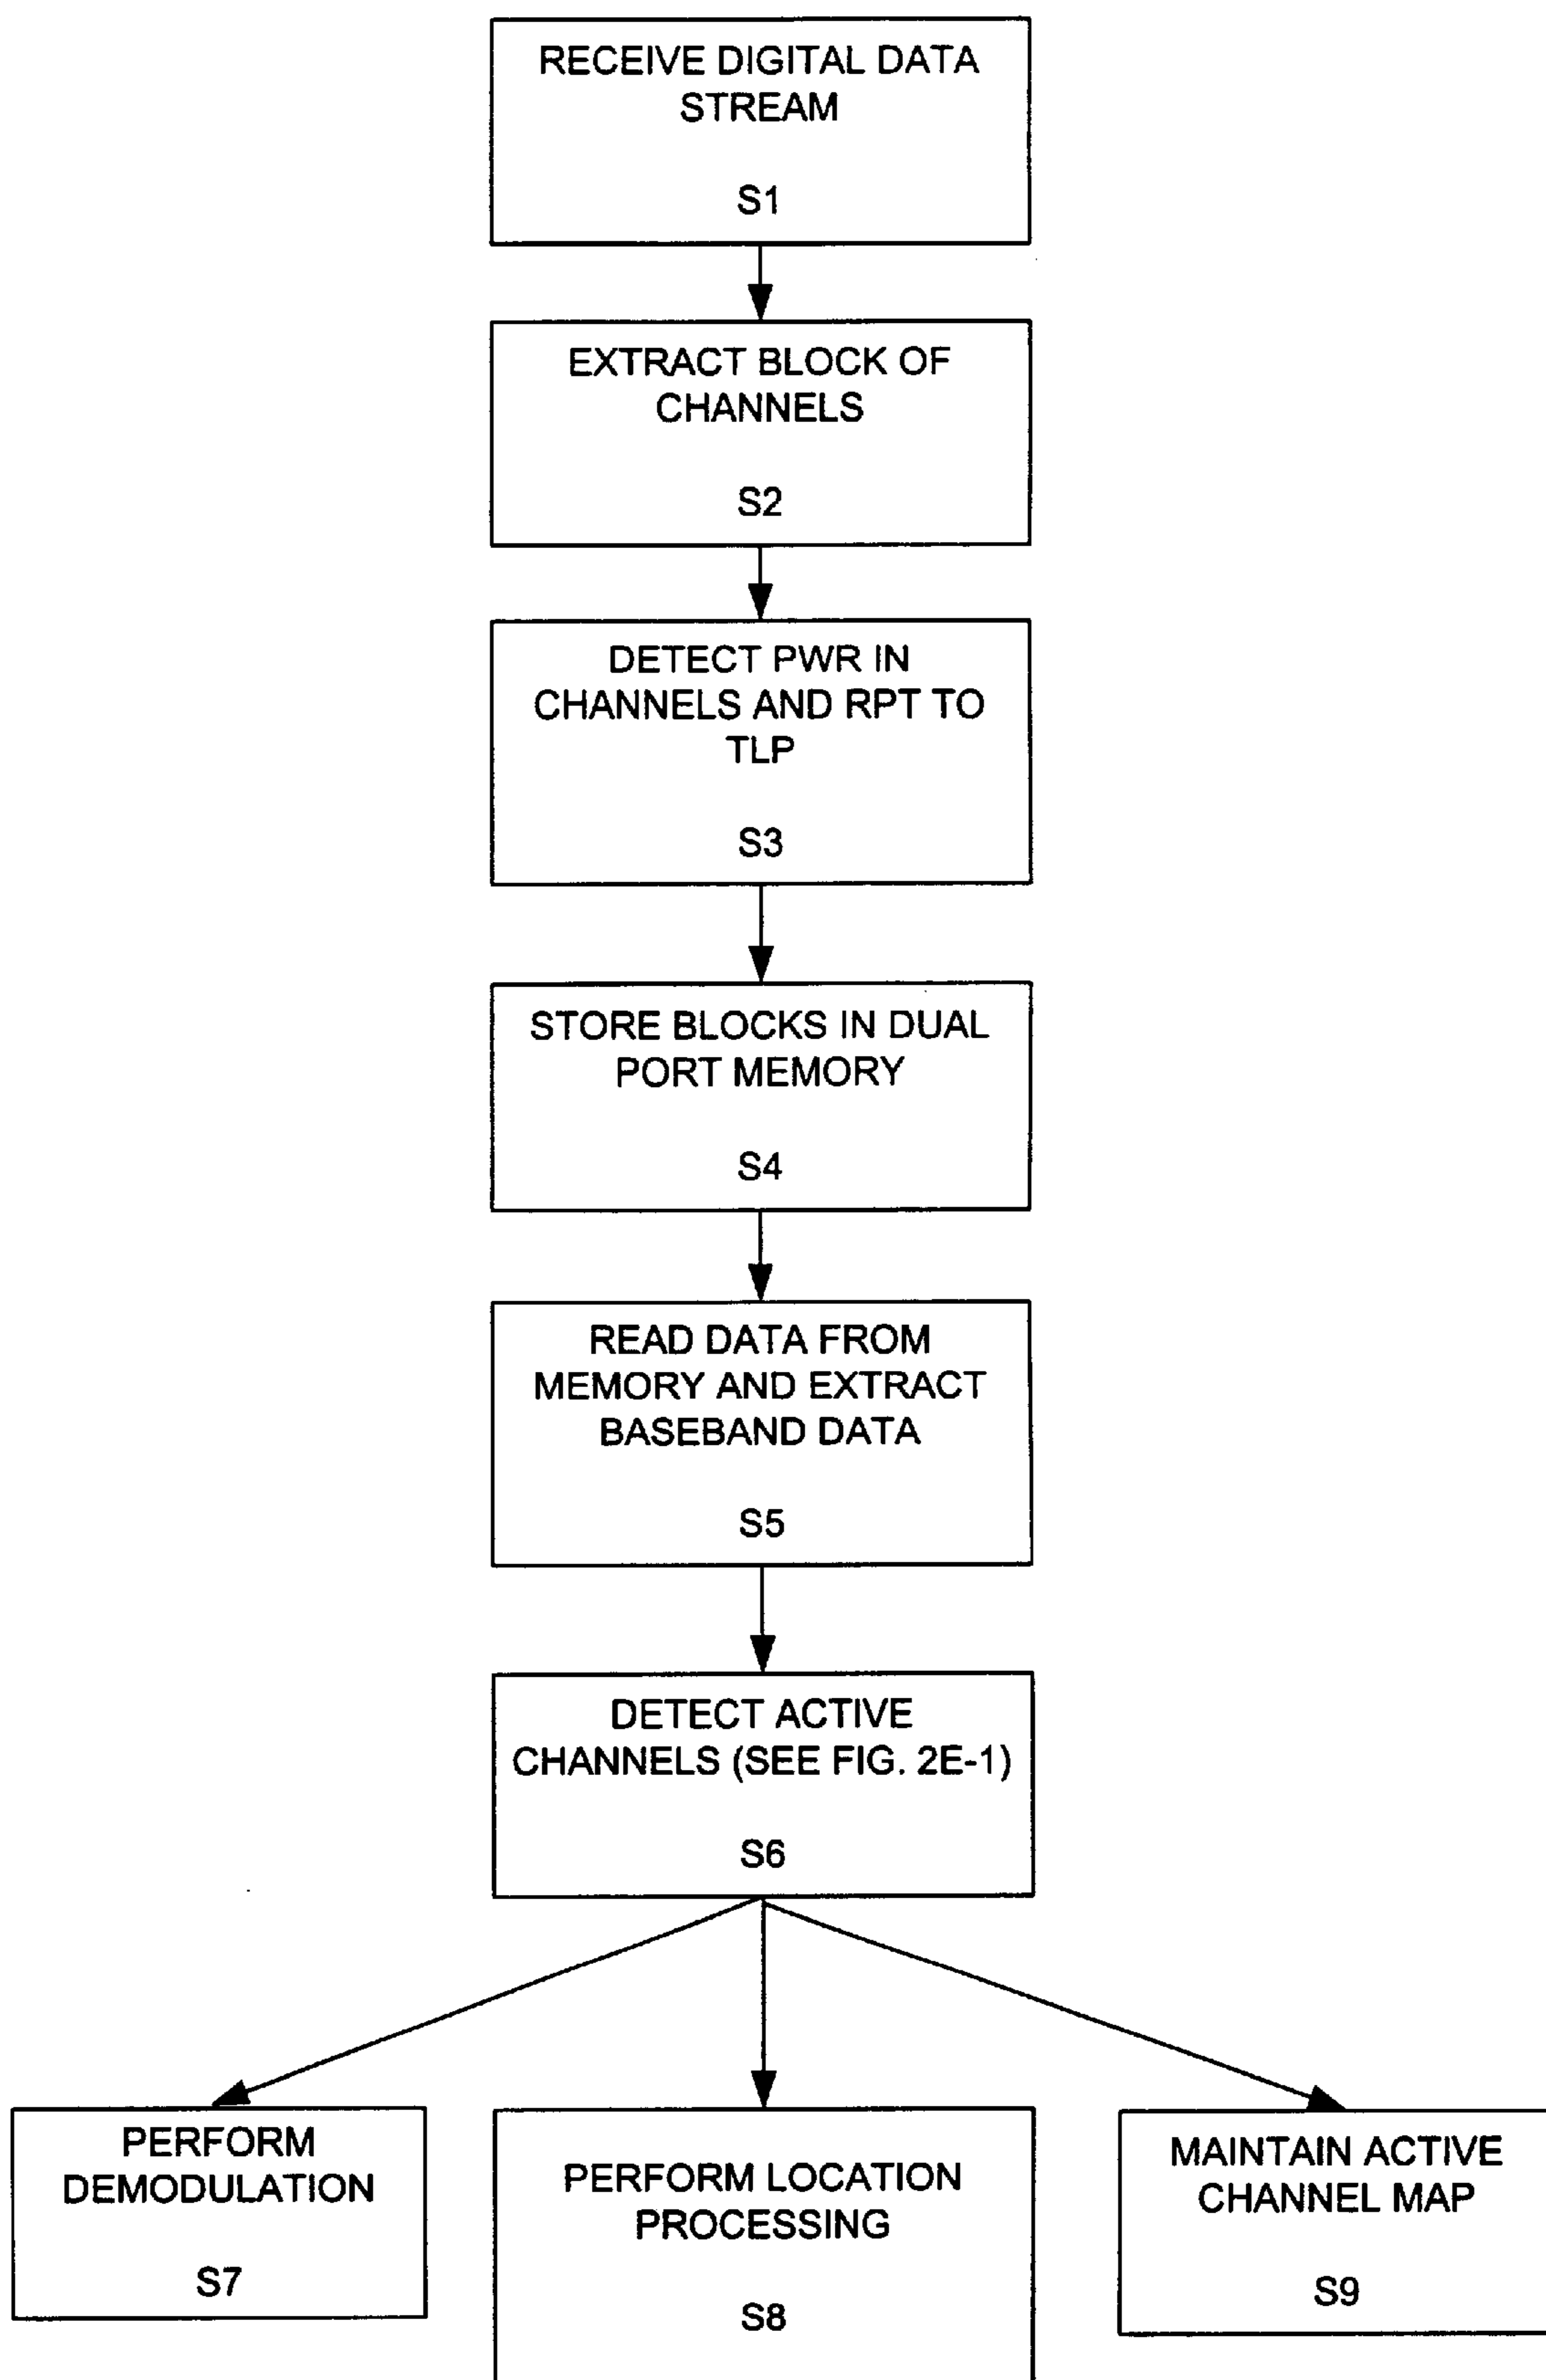 RECEIVE DIGITAL DATA
STREAM
S1
EXTRACT BLOCK OF
CHANNELS
S2
DETECT PWR IN
CHANNELS AND RPT TO
TLP
S3
STORE BLOCKS IN DUAL
PORT MEMORY
S4
READ DATA FROM
MEMORY AND EXTRACT
BASEBAND DATA
S5
DETECT ACTIVE
CHANNELS (SEE FIG. 2E-1)
S6
PERFORM
DEMODULATION
S7
PERFORM LOCATION
PROCESSING
S8
MAINTAIN ACTIVE
CHANNEL MAP
S9